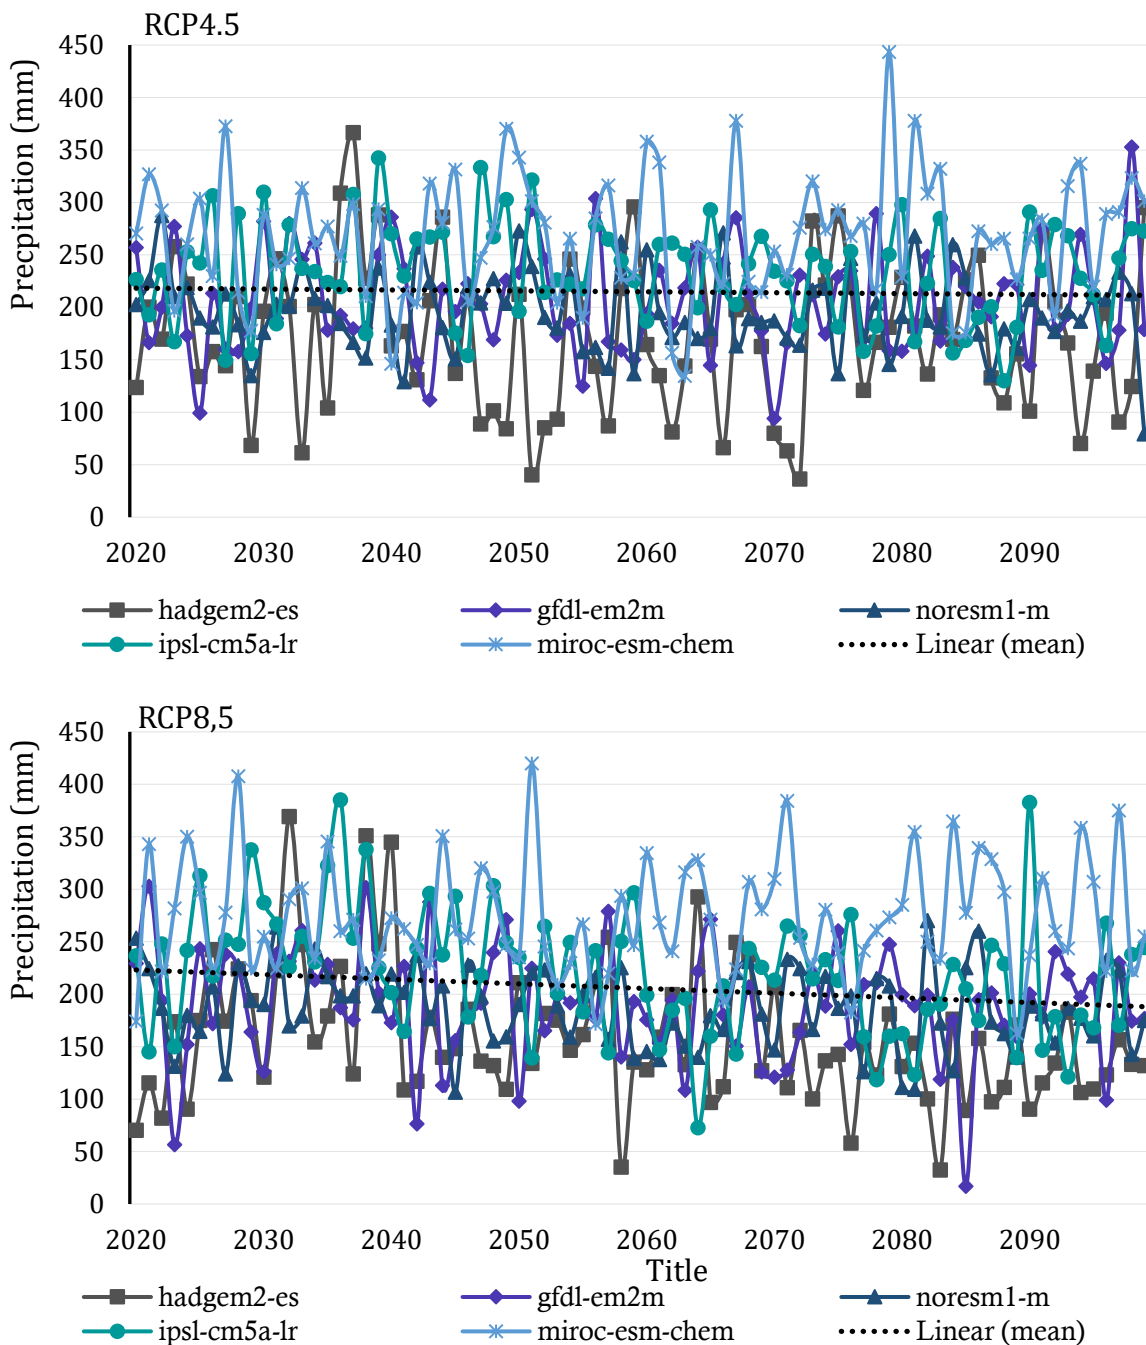 RCP4.5
Precpitation (mm)
450
400
350
300
250
200
150
100
50
0
2020 2030 2040 2050 2060 2070 2080 2090
hadgem2-es gfdl-em2m noresm1-m
ipsl-cm5a-lr miroc-esm-chem Linear (mean)
RCP8,5
Precipitation (mm)
450
400
350
300
250
200
150
100
50
0
2020 2030 2040 2050 2060 2070 2080 2090
Title
hadgem2-es gfdl-em2m noresm1-m
ipsl-cm5a-lr miroc-esm-chem Linear (mean)